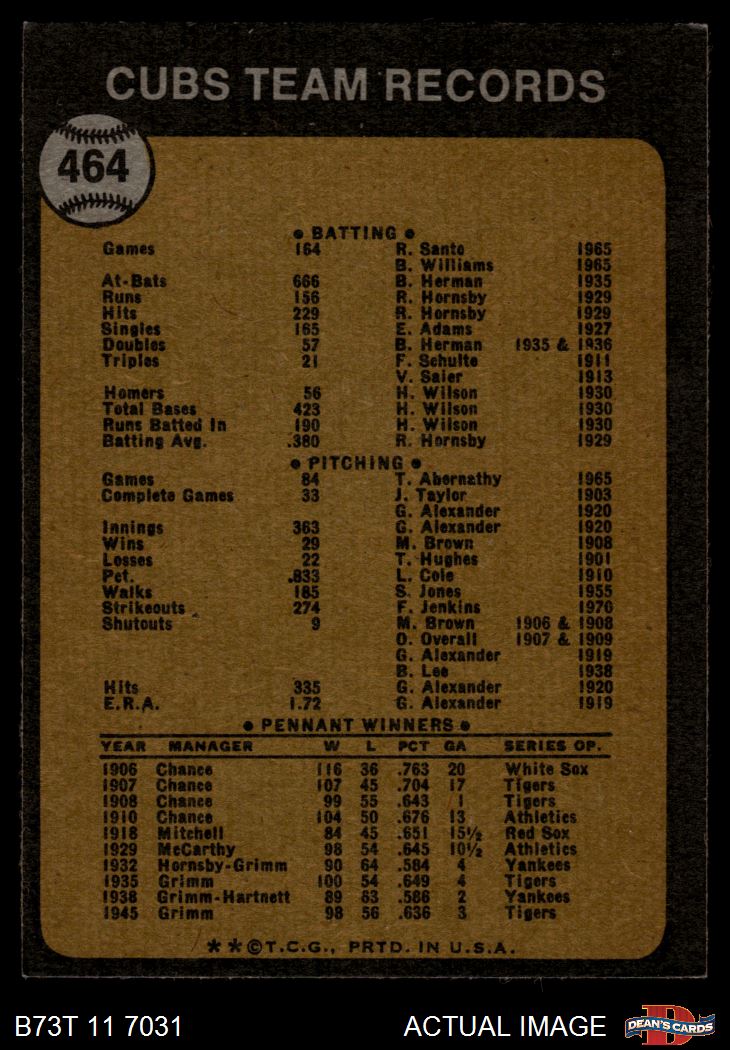 CUBS TEAM RECORDS
464
• BATTING •
Games 164 R. Santo 1965
B. Williams 1965
At-Bats 666 B. Herman 1935
Runs 156 R. Hornsby 1929
Hits 229 R. Hornsby 1929
Singles 165 E. Adams 1927
Doubles 57 B. Herman 1935 & 1936
Triples 21 F. Schulte 1911
V. Saier 1913
Homers 56 H. Wilson 1930
Total Bases 423 H. Wilson 1930
Runs Batted In 190 H. Wilson 1930
Batting Avg. .380 R. Hornsby 1929
• PITCHING •
Games 84 T. Abernathy 1965
Complete Games 33 J. Taylor 1903
G. Alexander 1920
Innings 363 G. Alexander 1920
Wins 29 M. Brown 1908
Losses 22 T. Hughes 1901
Pct. .833 L. Cole 1910
Walks 185 S. Jones 1955
Strikeouts 274 F. Jenkins 1970
Shutouts 9 M. Brown 1906 & 1908
O. Overall 1907 & 1909
G. Alexander 1919
B. Lee 1938
Hits 335 G. Alexander 1920
E.R.A. 1.72 G. Alexander 1919
• PENNANT WINNERS •
YEAR MANAGER W L PCT GA SERIES OP.
1906 Chance 116 36 .763 20 White Sox
1907 Chance 107 45 .704 17 Tigers
1908 Chance 99 55 .643 1 Tigers
1910 Chance 104 50 .676 13 Athletics
1918 Mitchell 84 45 .651 15½ Red Sox
1929 McCarthy 98 54 .645 10½ Athletics
1932 Hornsby-Grimm 90 64 .584 4 Yankees
1935 Grimm 100 54 .649 4 Tigers
1938 Grimm-Hartnett 89 63 .586 2 Yankees
1945 Grimm 98 56 .636 3 Tigers
* * © T.C.G., PRTD. IN U.S.A.
B73T 11 7031 ACTUAL IMAGE DEAN'S CARDS